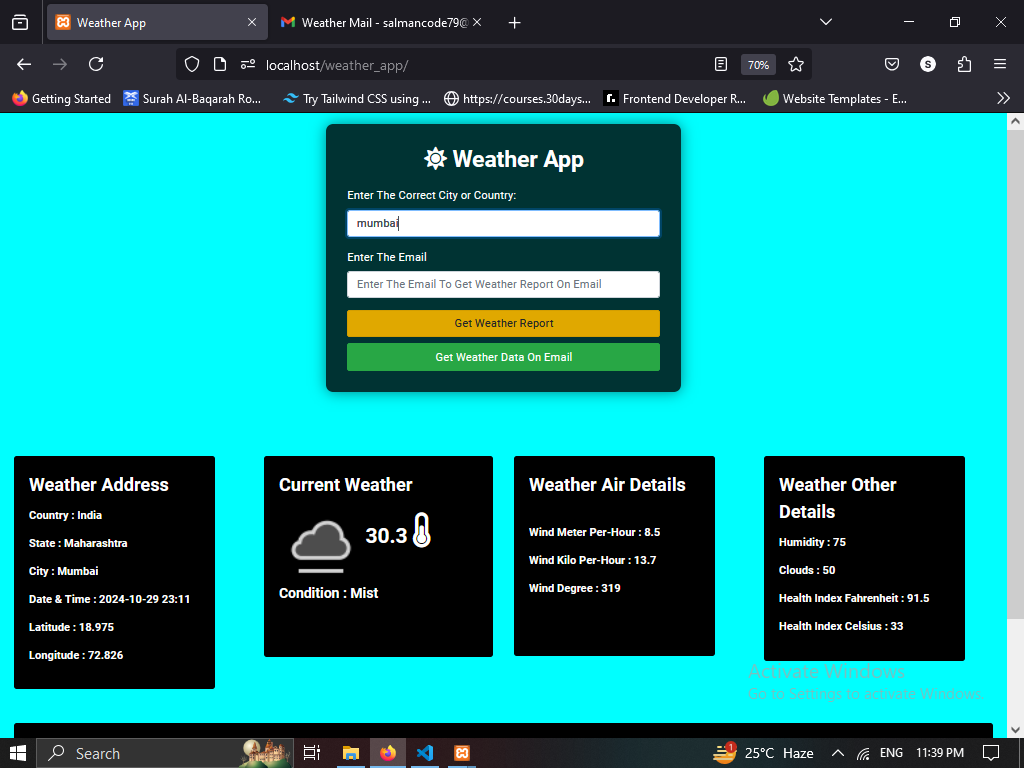 Weather App
Weather Mail - salmancode79@
localhost/weather_app/
70%
S
Getting Started
Surah Al-Baqarah Ro...
Try Tailwind CSS using ...
https://courses.30days...
Frontend Developer R...
Website Templates - E...
Weather App
Enter The Correct City or Country:
mumbai
Enter The Email
Enter The Email To Get Weather Report On Email
Get Weather Report
Get Weather Data On Email
Weather Address
Country : India
State : Maharashtra
City : Mumbai
Date & Time : 2024-10-29 23:11
Latitude : 18.975
Longitude : 72.826
Current Weather
30.3
Condition : Mist
Weather Air Details
Wind Meter Per-Hour : 8.5
Wind Kilo Per-Hour : 13.7
Wind Degree : 319
Weather Other
Details
Humidity : 75
Clouds : 50
Health Index Fahrenheit : 91.5
Health Index Celsius : 33
Activate Windows
Go to Settings to activate Windows.
Search
1
25°C Haze
ENG
11:39 PM